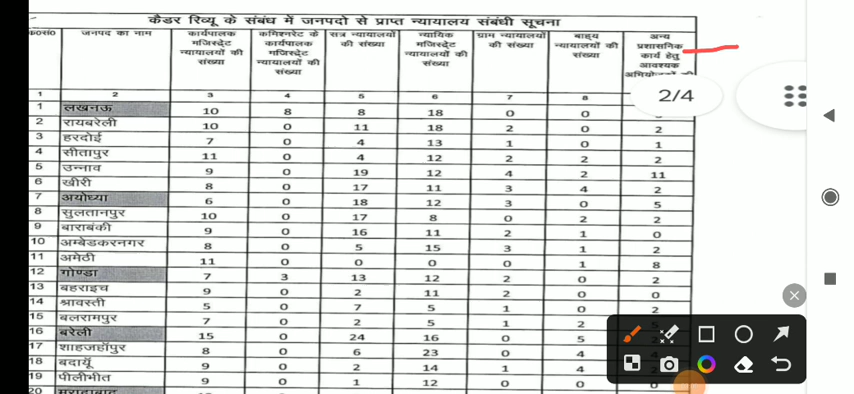 कैडर रिव्यू के संबंध में जनपदो से प्राप्त न्यायालय संबंधी सूचना
क०सं० जनपद का नाम कार्यपालक मजिस्ट्रेट न्यायालयों की संख्या कमिश्नरेट के कार्यपालक मजिस्ट्रेट न्यायालयों की संख्या सत्र न्यायालयों की संख्या न्यायिक मजिस्ट्रेट न्यायालयों की संख्या ग्राम न्यायालयों की संख्या बाह्य न्यायालयों की संख्या अन्य प्रशासनिक कार्य हेतु आवश्यक
1 2 3 4 5 6 7 8
2/4
1 लखनऊ 10 8 8 18 0 0
2 रायबरेली 10 0 11 18 2 0 2
3 हरदोई 7 0 4 13 1 0 1
4 सीतापुर 11 0 4 12 2 2 2
5 उन्नाव 9 0 19 12 4 2 11
6 खीरी 8 0 17 11 3 4 2
7 अयोध्या 6 0 18 12 3 0 5
8 सुलतानपुर 10 0 17 8 0 2 2
9 बाराबंकी 9 0 16 11 2 1 0
10 अम्बेडकरनगर 8 0 5 15 3 1 2
11 अमेठी 11 0 0 0 0 1 8
12 गोण्डा 7 3 13 12 2 0 2
13 बहराइच 9 0 2 11 2 0 0
14 श्रावस्ती 5 0 7 5 1 0 2
15 बलरामपुर 7 0 2 5 1 2
16 बरेली 15 0 24 16 0 5
17 शाहजहाँपुर 8 0 6 23 0 4
18 बदायूँ 9 0 2 14 1 4
19 पीलीभीत 9 0 1 12 0 0 0
20